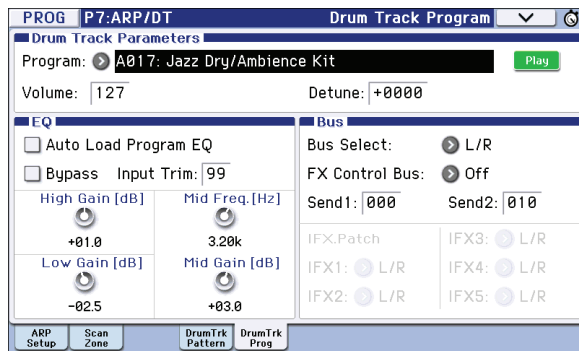 PROG P7:ARP/DT Drum Track Program
Drum Track Parameters
Program: A017: Jazz Dry/Ambience Kit Play
Volume: 127 Detune: +0000
EQ
Auto Load Program EQ
Bypass Input Trim: 99
High Gain [dB] Mid Freq.[Hz]
+01.0 3.20k
Low Gain [dB] Mid Gain [dB]
-02.5 +03.0
Bus
Bus Select: L/R
FX Control Bus: Off
Send1: 000 Send2: 010
IFX.Patch IFX3: L/R
IFX1: L/R IFX4: L/R
IFX2: L/R IFX5: L/R
ARP Setup
Scan Zone
DrumTrk Pattern
DrumTrk Prog